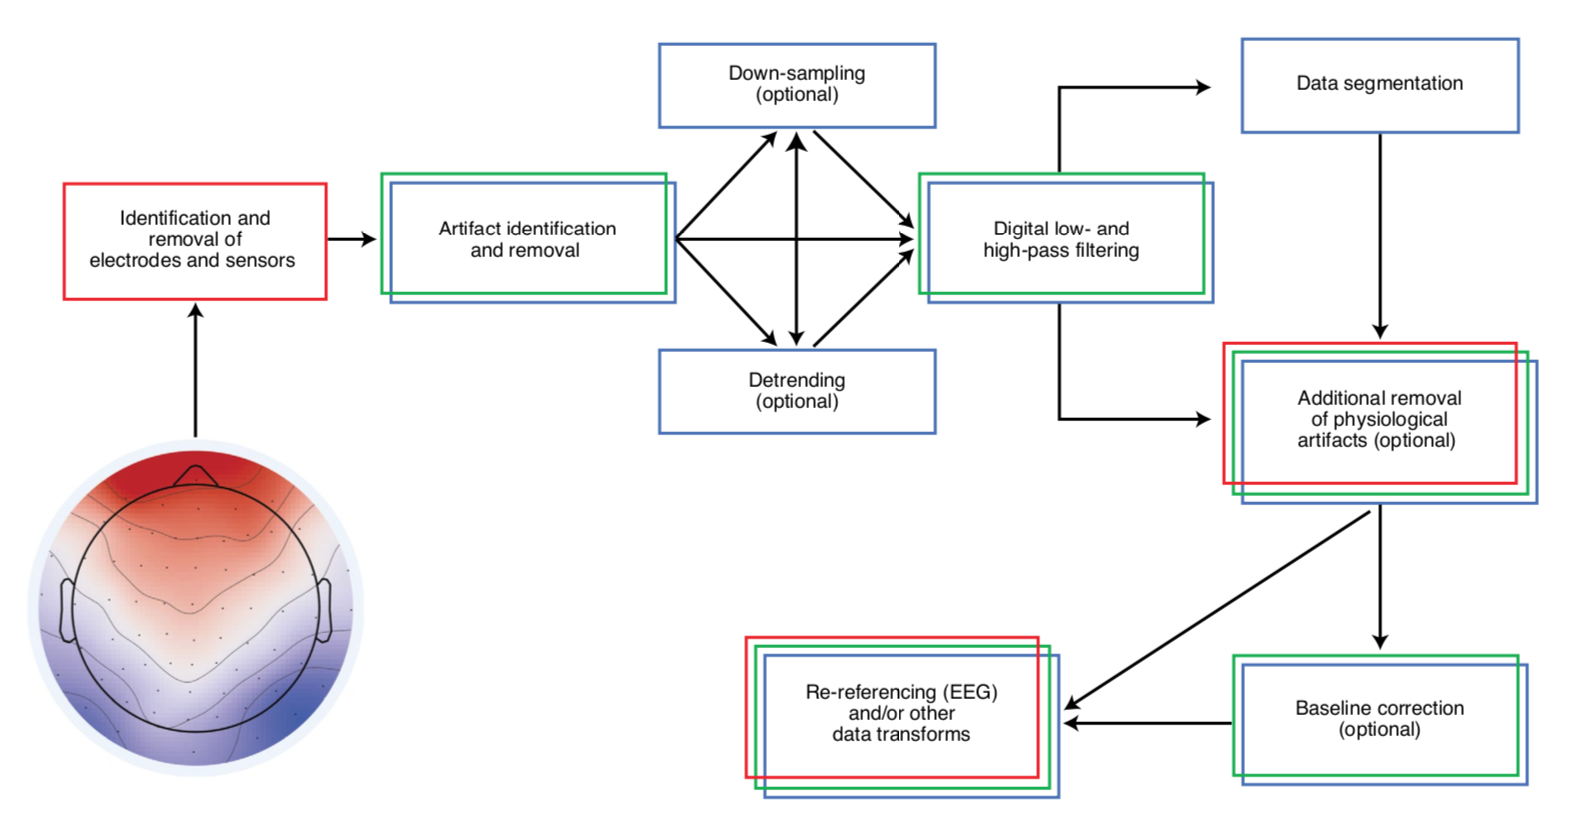 Down-sampling
(optional)
Data segmentation
Identification and
removal of
electrodes and sensors
Artifact identification
and removal
Digital low- and
high-pass filtering
Detrending
(optional)
Additional removal
of physiological
artifacts (optional)
Re-referencing (EEG)
and/or other
data transforms
Baseline correction
(optional)